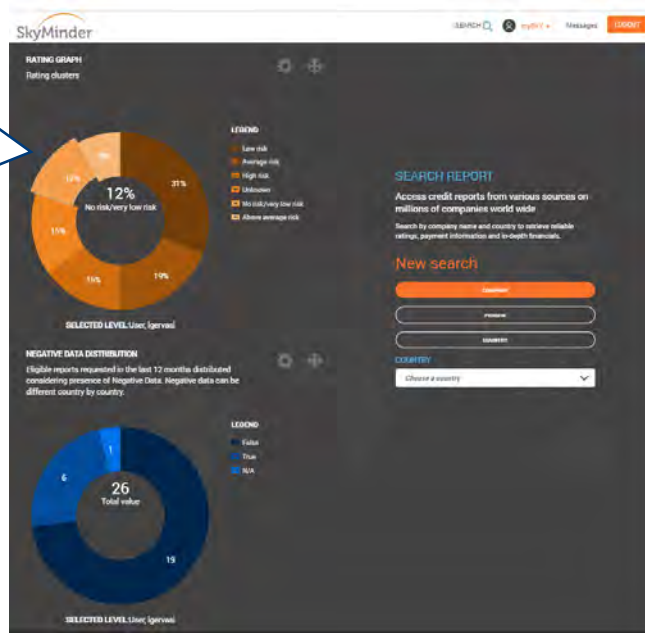 SkyMinder
SEARCH
mySky
Messages
LOGOUT
RATING GRAPH
Rating clusters
31%
19%
15%
15%
12%
12%
No risk/very low risk
LEGEND
Low risk
Average risk
High risk
Unknown
No risk/very low risk
Above average risk
SELECTED LEVEL: User, igervasi
SEARCH REPORT
Access credit reports from various sources on
millions of companies world wide
Search by company name and country to retrieve reliable
ratings, payment information and in-depth financials.
New search
COMPANY
PERSON
COUNTRY
COUNTRY
Choose a country
NEGATIVE DATA DISTRIBUTION
Eligible reports requested in the last 12 months distributed
considering presence of Negative Data. Negative data can be
different country by country.
LEGEND
False
True
N/A
1
6
26
Total value
19
SELECTED LEVEL: User, igervasi